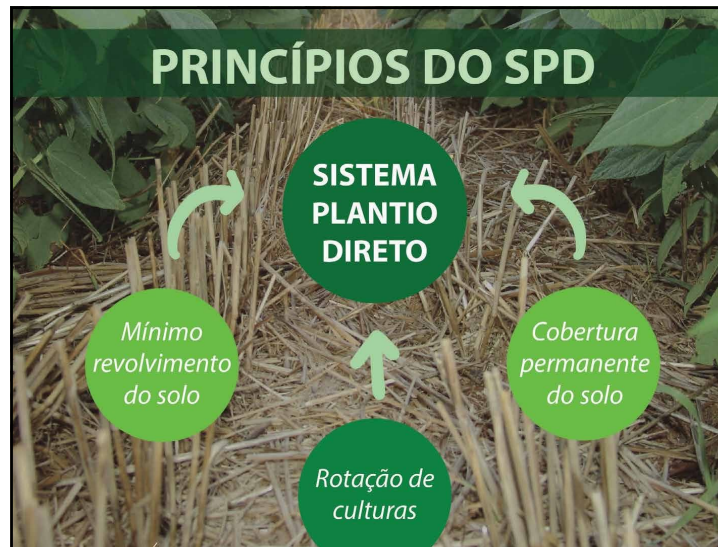 PRINCÍPIOS DO SPD
SISTEMA
PLANTIO
DIRETO
Mínimo
revolvimento
do solo
Cobertura
permanente
do solo
Rotação de
culturas